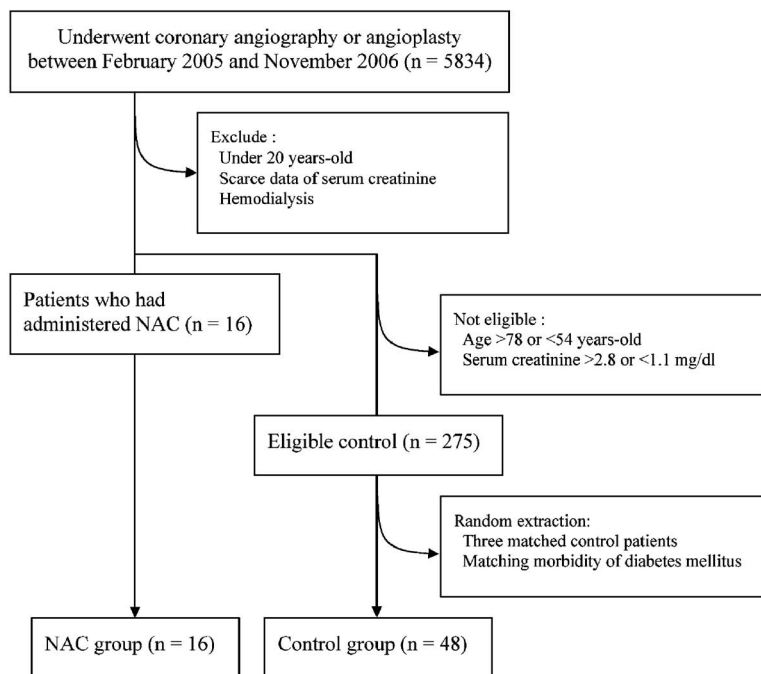 Underwent coronary angiography or angioplasty
between February 2005 and November 2006 (n = 5834)
Exclude :
Under 20 years-old
Scarce data of serum creatinine
Hemodialysis
Patients who had
administered NAC (n = 16)
Not eligible :
Age >78 or <54 years-old
Serum creatinine >2.8 or <1.1 mg/dl
Eligible control (n = 275)
Random extraction:
Three matched control patients
Matching morbidity of diabetes mellitus
NAC group (n = 16)
Control group (n = 48)